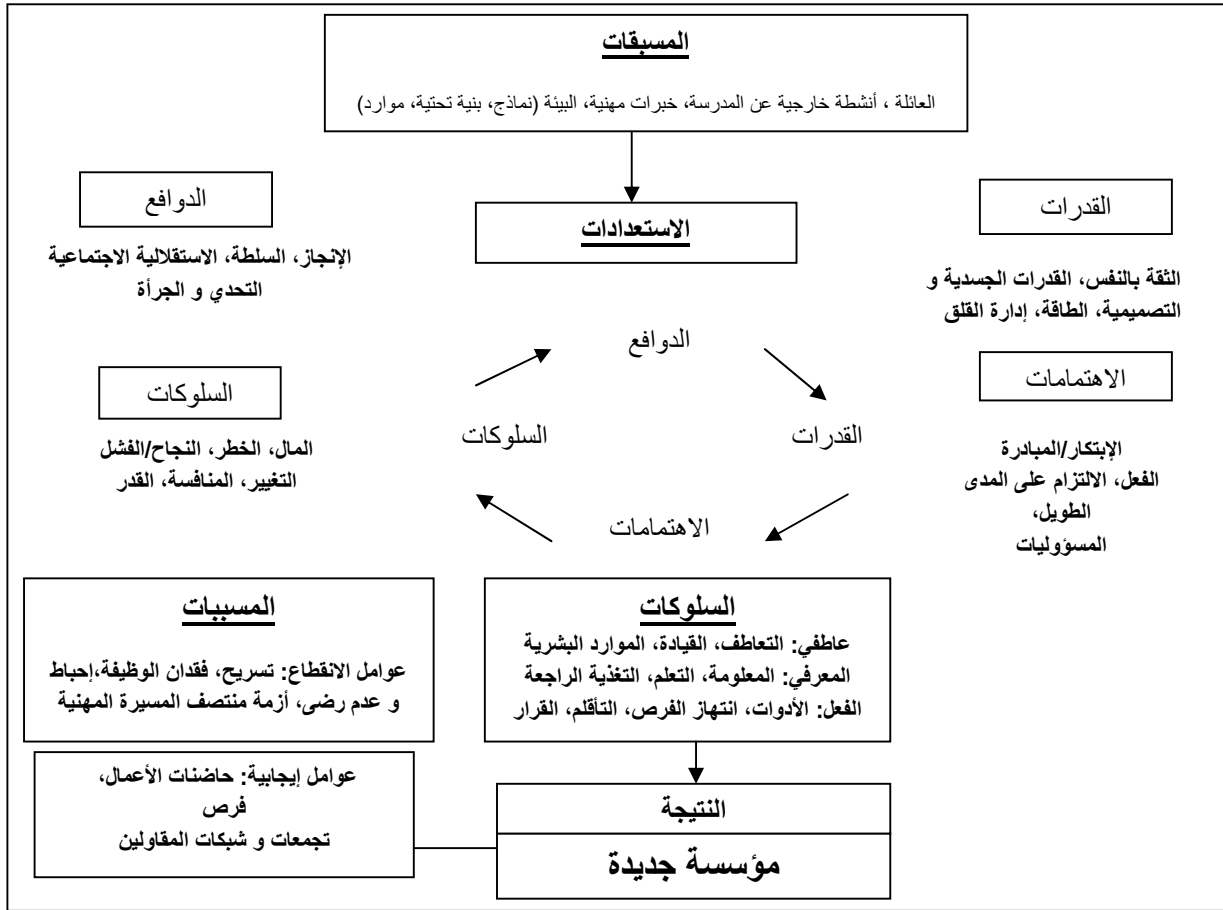 المسبقات
العائلة ، أنشطة خارجية عن المدرسة، خبرات مهنية، البيئة (نماذج، بنية تحتية، موارد)
القدرات
الثقة بالنفس، القدرات الجسدية و
التصميمية، الطاقة، إدارة القلق
الاستعدادات
الدوافع
الإنجاز، السلطة، الاستقلالية الاجتماعية
التحدي و الجرأة
الدوافع
القدرات
الاهتمامات
السلوكات
الاهتمامات
الإبتكار/المبادرة
الفعل، الالتزام على المدى
الطويل،
المسؤوليات
السلوكات
المال، الخطر، النجاح/الفشل
التغيير، المنافسة، القدر
السلوكات
عاطفي: التعاطف، القيادة، الموارد البشرية
المعرفي: المعلومة، التعلم، التغذية الراجعة
الفعل: الأدوات، انتهاز الفرص، التأقلم، القرار
المسببات
عوامل الانقطاع: تسريح، فقدان الوظيفة،إحباط
و عدم رضى، أزمة منتصف المسيرة المهنية
عوامل إيجابية: حاضنات الأعمال،
فرص
تجمعات و شبكات المقاولين
النتيجة
مؤسسة جديدة